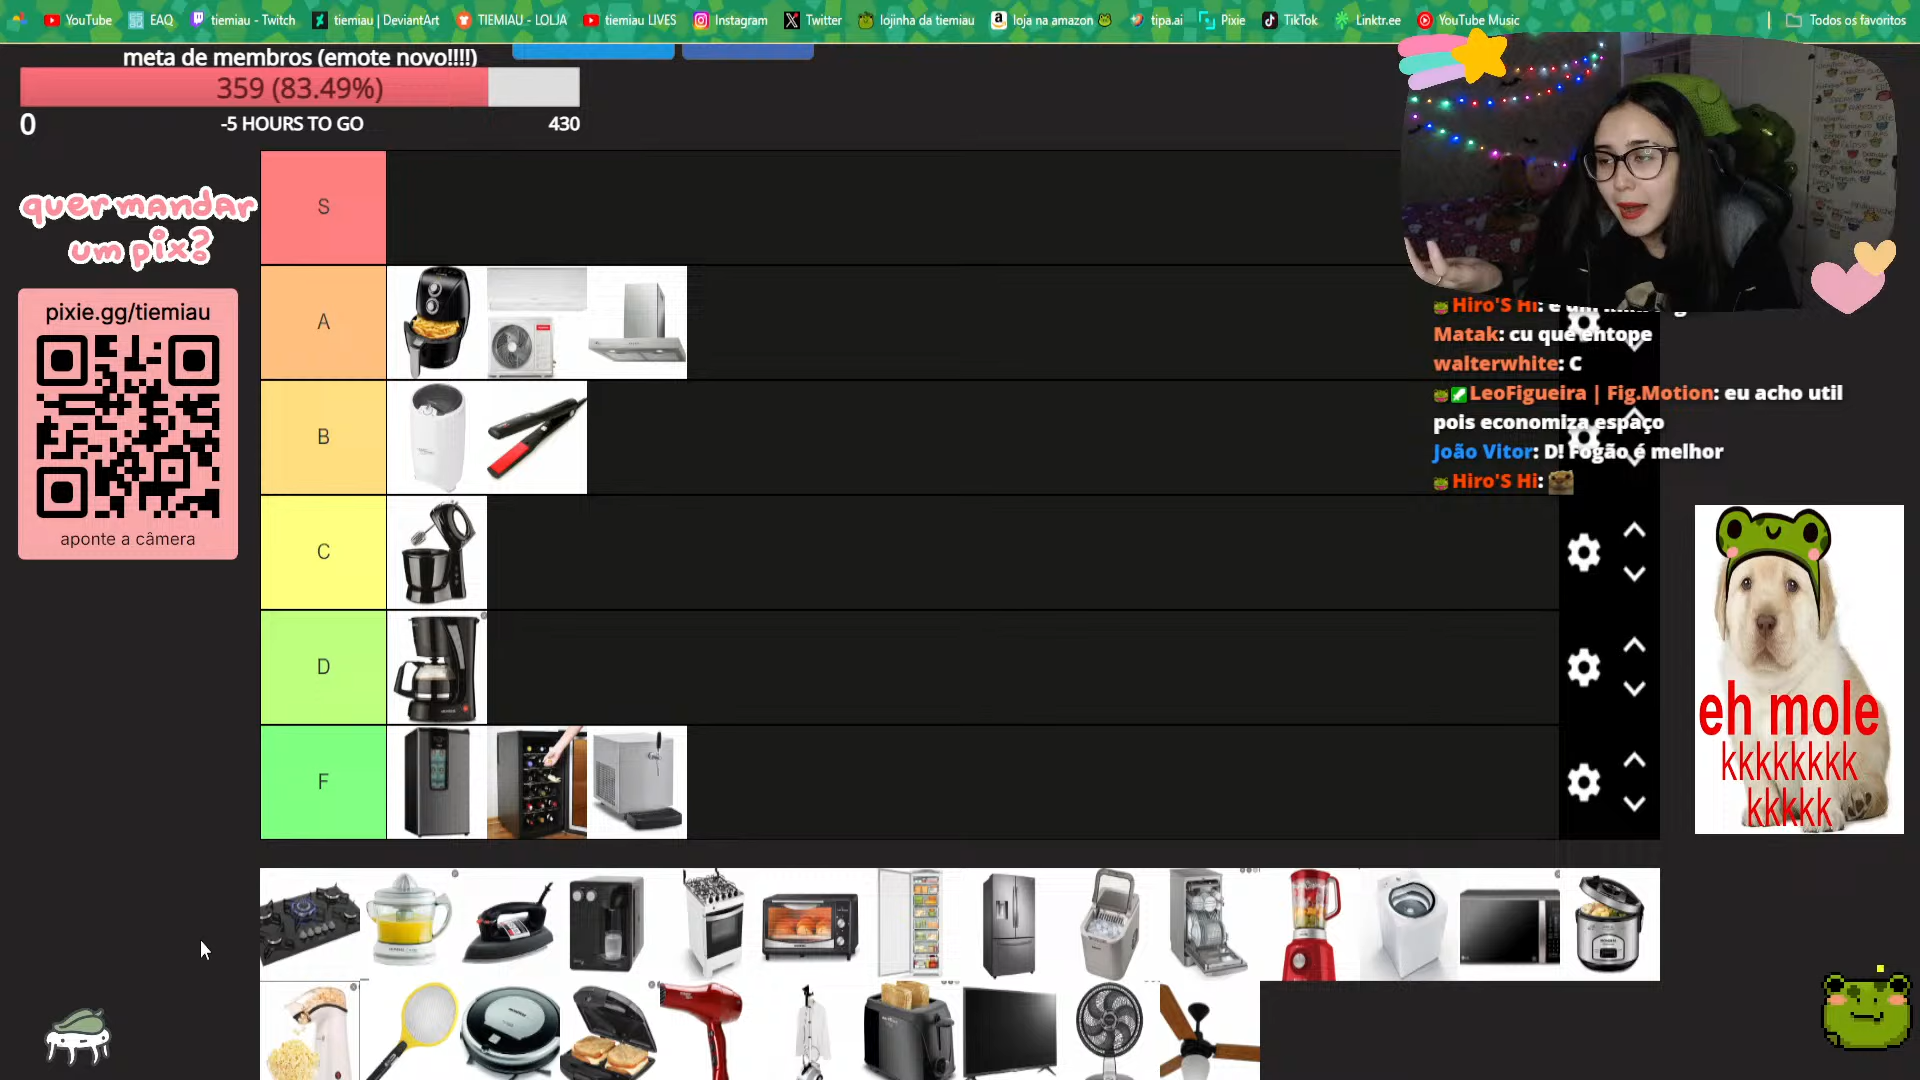 YouTube EAQ tiemiau - Twitch tiemiau | DeviantArt TIEMIAU - LOLJA tiemiau LIVES Instagram Twitter lojinha da tiemiau loja na amazon tipa.ai Pixie TikTok Linktr.ee YouTube Music Todos os favoritos
meta de membros (emote novo!!!!)
359 (83.49%)
0 -5 HOURS TO GO 430
quer mandar
um pix?
pixie.gg/tiemiau
aponte a câmera
S
A
B
C
D
F
Hiro'S Hi:
Matak: cu que entope
walterwhite: C
LeoFigueira | Fig.Motion: eu acho util
pois economiza espaço
João Vitor: D! Fogão é melhor
Hiro'S Hi:
eh mole
kkkkkkkk
kkkkk